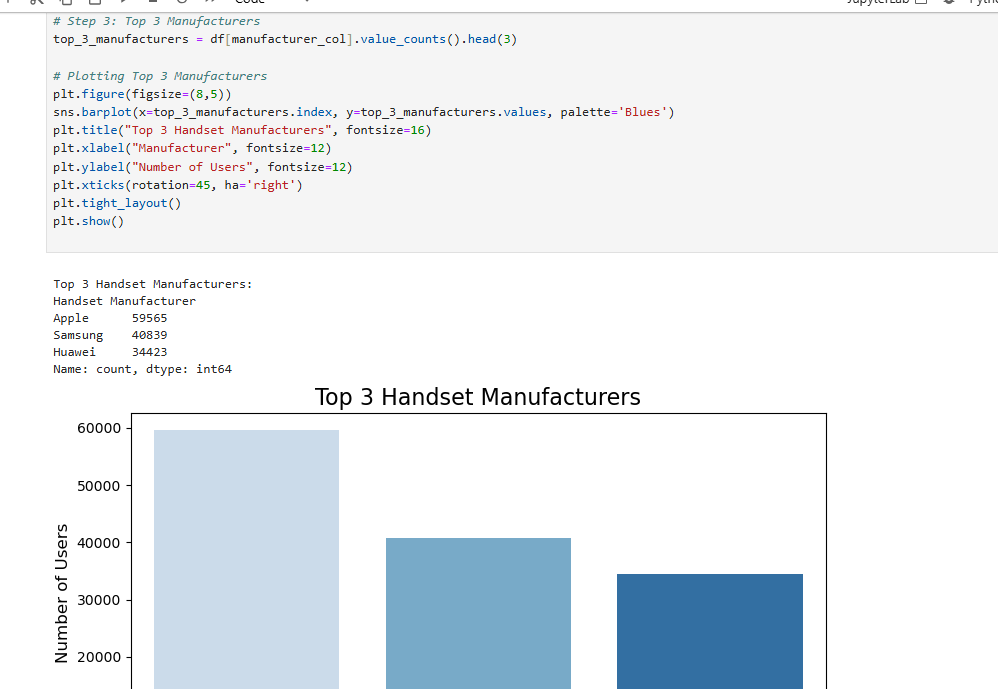 Code
JupyterLab
# Step 3: Top 3 Manufacturers
top_3_manufacturers = df[manufacturer_col].value_counts().head(3)
# Plotting Top 3 Manufacturers
plt.figure(figsize=(8,5))
sns.barplot(x=top_3_manufacturers.index, y=top_3_manufacturers.values, palette='Blues')
plt.title("Top 3 Handset Manufacturers", fontsize=16)
plt.xlabel("Manufacturer", fontsize=12)
plt.ylabel("Number of Users", fontsize=12)
plt.xticks(rotation=45, ha='right')
plt.tight_layout()
plt.show()
Top 3 Handset Manufacturers:
Handset Manufacturer
Apple      59565
Samsung    40839
Huawei     34423
Name: count, dtype: int64
Top 3 Handset Manufacturers
60000
50000
40000
30000
20000
Number of Users